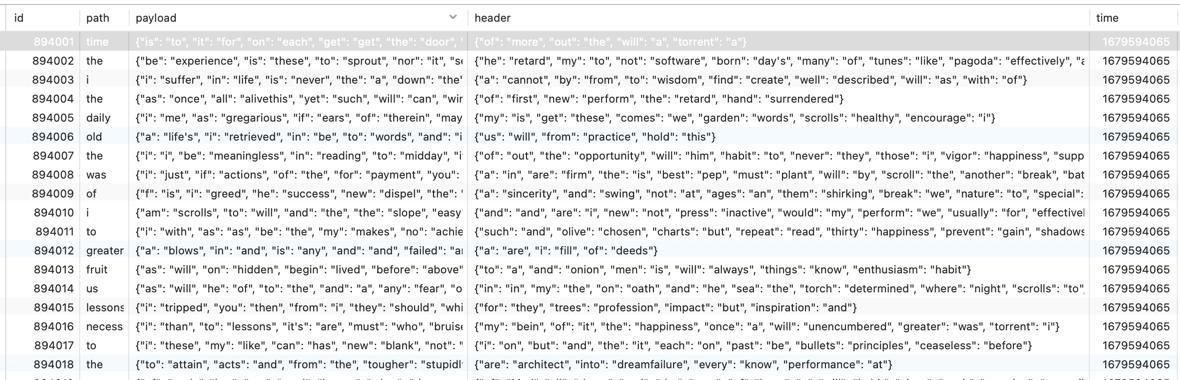 id path payload header time
894001 time {"is": "to", "it": "for", "on": "each", "get": "get", "the": "door", ' {"of": "more", "out": "the", "will": "a", "torrent": "a"} 1679594065
894002 the {"be": "experience", "is": "these", "to": "sprout", "nor": "it", "s {"he": "retard", "my": "to", "not": "software", "born": "day's", "many": "of", "tunes": "like", "pagoda": "effectively", "a 1679594065
894003 i {"i": "suffer", "in": "life", "is": "never", "the": "a", "down": "the' {"a": "cannot", "by": "from", "to": "wisdom", "find": "create", "well": "described", "will": "as", "with": "of"} 1679594065
894004 the {"as": "once", "all": "alivethis", "yet": "such", "will": "can", "wir {"of": "first", "new": "perform", "the": "retard", "hand": "surrendered"} 1679594065
894005 daily {"i": "me", "as": "gregarious", "if": "ears", "of": "therein", "may {"my": "is", "get": "these", "comes": "we", "garden": "words", "scrolls": "healthy", "encourage": "i"} 1679594065
894006 old {"a": "life's", "i": "retrieved", "in": "be", "to": "words", "and": "i {"us": "will", "from": "practice", "hold": "this"} 1679594065
894007 the {"i": "i", "be": "meaningless", "in": "reading", "to": "midday", "i {"of": "out", "the": "opportunity", "will": "him", "habit": "to", "never": "they", "those": "i", "vigor": "happiness", "supp 1679594065
894008 was {"i": "just", "if": "actions", "of": "the", "for": "payment", "you": {"a": "in", "are": "firm", "the": "is", "best": "pep", "must": "plant", "will": "by", "scroll": "the", "another": "break", "bat 1679594065
894009 of {"f": "is", "i": "greed", "he": "success", "new": "dispel", "the": ' {"a": "sincerity", "and": "swing", "not": "at", "ages": "an", "them": "shirking", "break": "we", "nature": "to", "special": 1679594065
894010 i {"am": "scrolls", "to": "will", "and": "the", "the": "slope", "easy {"and": "and", "are": "i", "new": "not", "press": "inactive", "would": "my", "perform": "we", "usually": "for", "effective 1679594065
894011 to {"i": "with", "as": "as", "be": "the", "my": "makes", "no": "achie {"such": "and", "olive": "chosen", "charts": "but", "repeat": "read", "thirty": "happiness", "prevent": "gain", "shadows 1679594065
894012 greater {"a": "blows", "in": "and", "is": "any", "and": "and", "failed": "a {"a": "are", "i": "fill", "of": "deeds"} 1679594065
894013 fruit {"as": "will", "on": "hidden", "begin": "lived", "before": "above" {"to": "a", "and": "onion", "men": "is", "will": "always", "things": "know", "enthusiasm": "habit"} 1679594065
894014 us {"as": "will", "he": "of", "to": "the", "and": "a", "any": "fear", "o {"in": "in", "my": "the", "on": "oath", "and": "he", "sea": "the", "torch": "determined", "where": "night", "scrolls": "to", 1679594065
894015 lessons {"i": "tripped", "you": "then", "from": "i", "they": "should", "whi {"for": "they", "trees": "profession", "impact": "but", "inspiration": "and"} 1679594065
894016 necess {"i": "than", "to": "lessons", "it's": "are", "must": "who", "bruis {"my": "bein", "of": "it", "the": "happiness", "once": "a", "will": "unencumbered", "greater": "was", "torrent": "i"} 1679594065
894017 to {"i": "these", "my": "like", "can": "has", "new": "blank", "not": " {"i": "on", "but": "and", "the": "it", "each": "on", "past": "be", "bullets": "principles", "ceaseless": "before"} 1679594065
894018 the {"to": "attain", "acts": "and", "from": "the", "tougher": "stupidl {"are": "architect", "into": "dreamfailure", "every": "know", "performance": "at"} 1679594065